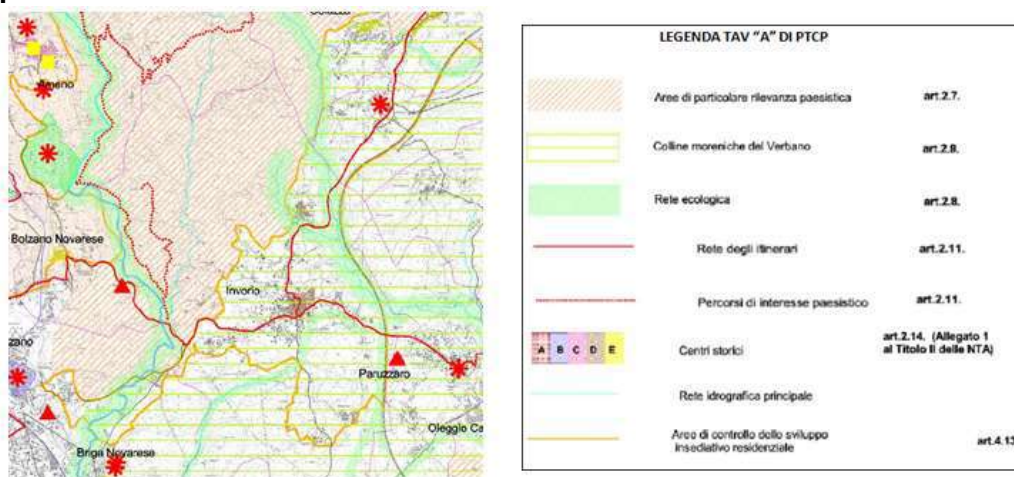 Ameno
Bolzano Novarese
Invorio
Paruzzaro
Oleggio Ca
Briga Novarese
zano
LEGENDA TAV "A" DI PTCP
Aree di particolare rilevanza paesistica art.2.7.
Colline moreniche del Verbano art.2.9.
Rete ecologica art.2.8.
Rete degli itinerari art.2.11.
Percorsi di interesse paesistico art.2.11.
A B C D E Centri storici art.2.14. (Allegato 1
al Titolo II delle NTA)
Rete idrografica principale
Aree di controllo dello sviluppo
insediativo residenziale art.4.13